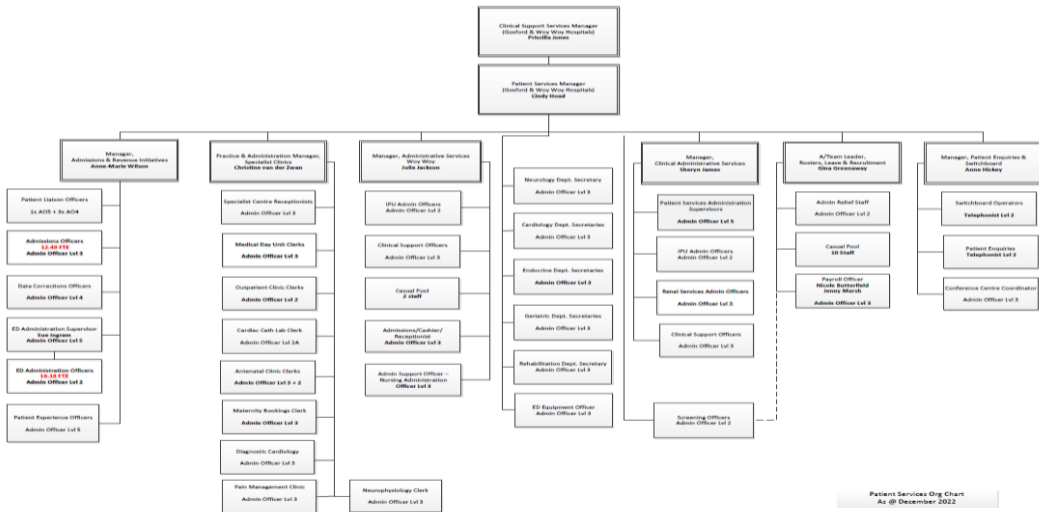 Clinical Support Services Manager
(Gosford & Woy Woy Hospitals)
Priscilla Jones
Patient Services Manager
(Gosford & Woy Woy Hospitals)
Cindy Head
Manager,
Admissions & Revenue Initiatives
Anne-Marie Wilson
Patient Liaison Officers
1x AO5 + 3x AO4
Admissions Officers
12.49 FTE
Admin Officer Lvl 3
Data Corrections Officers
Admin Officer Lvl 4
ED Administration Supervisor
Sue Ingram
Admin Officer Lvl 5
ED Administration Officers
16.16 FTE
Admin Officer Lvl 2
Patient Experience Officers
Admin Officer Lvl 5
Practice & Administration Manager,
Specialist Clinics
Christine van der Zwan
Specialist Centre Receptionists
Admin Officer Lvl 3
Medical Day Unit Clerks
Admin Officer Lvl 3
Outpatient Clinic Clerks
Admin Officer Lvl 2
Cardiac Cath Lab Clerk
Admin Officer Lvl 2A
Antenatal Clinic Clerks
Admin Officer Lvl 3 + 2
Maternity Bookings Clerk
Admin Officer Lvl 3
Diagnostic Cardiology
Admin Officer Lvl 3
Pain Management Clinic
Admin Officer Lvl 3
Neurophysiology Clerk
Admin Officer Lvl 3
Manager, Administrative Services
Woy Woy
Julie Jackson
IPU Admin Officers
Admin Officer Lvl 2
Clinical Support Officers
Admin Officer Lvl 3
Casual Pool
2 staff
Admissions/Cashier/
Receptionist
Admin Officer Lvl 3
Admin Support Officer –
Nursing Administration
Officer Lvl 3
Neurology Dept. Secretary
Admin Officer Lvl 3
Cardiology Dept. Secretaries
Admin Officer Lvl 3
Endocrine Dept. Secretaries
Admin Officer Lvl 3
Geriatric Dept. Secretaries
Admin Officer Lvl 3
Rehabilitation Dept. Secretary
Admin Officer Lvl 3
ED Equipment Officer
Admin Officer Lvl 3
Manager,
Clinical Administrative Services
Sharyn James
Patient Services Administration
Supervisors
Admin Officer Lvl 5
IPU Admin Officers
Admin Officer Lvl 2
Renal Services Admin Officers
Admin Officer Lvl 3
Clinical Support Officers
Admin Officer Lvl 3
Screening Officers
Admin Officer Lvl 2
A/Team Leader,
Rosters, Leave & Recruitment
Gina Greenaway
Admin Relief Staff
Admin Officer Lvl 2
Casual Pool
10 Staff
Payroll Officer
Nicole Butterfield
Jenny Marsh
Admin Officer Lvl 3
Manager, Patient Enquiries &
Switchboard
Anne Hickey
Switchboard Operators
Telephonist Lvl 2
Patient Enquiries
Telephonist Lvl 2
Conference Centre Coordinator
Admin Officer Lvl 3
Patient Services Org Chart
As @ December 2022